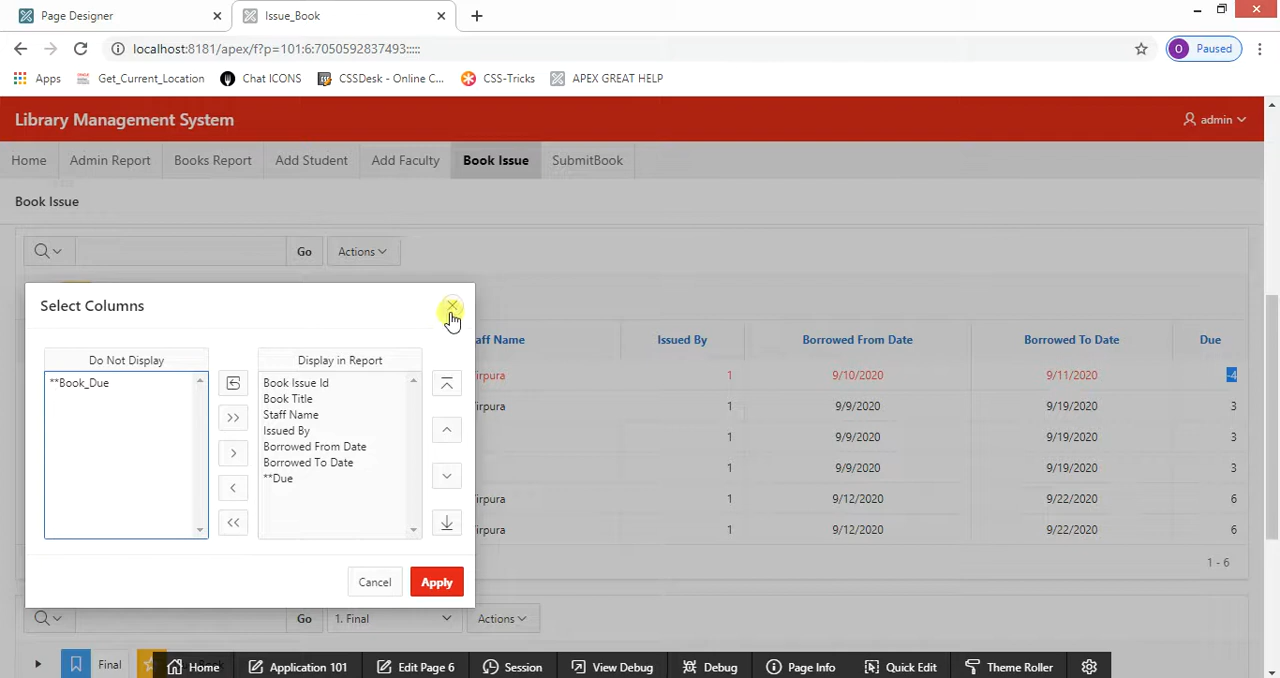 Page Designer
Issue_Book
localhost:8181/apex/f?p=101:6:7050592837493:::::
O Paused
Apps Get_Current_Location Chat ICONS CSSDesk - Online C... CSS-Tricks APEX GREAT HELP
Library Management System
admin
Home Admin Report Books Report Add Student Add Faculty Book Issue SubmitBook
Book Issue
Go Actions
Select Columns
Do Not Display Display in Report
**Book_Due
Book Issue Id
Book Title
Staff Name
Issued By
Borrowed From Date
Borrowed To Date
**Due
Cancel Apply
aff Name Issued By Borrowed From Date Borrowed To Date Due
irpura 1 9/10/2020 9/11/2020 -4
irpura 1 9/9/2020 9/19/2020 3
1 9/9/2020 9/19/2020 3
1 9/9/2020 9/19/2020 3
irpura 1 9/12/2020 9/22/2020 6
irpura 1 9/12/2020 9/22/2020 6
1 - 6
Go 1. Final Actions
Final
Home Application 101 Edit Page 6 Session View Debug Debug Page Info Quick Edit Theme Roller